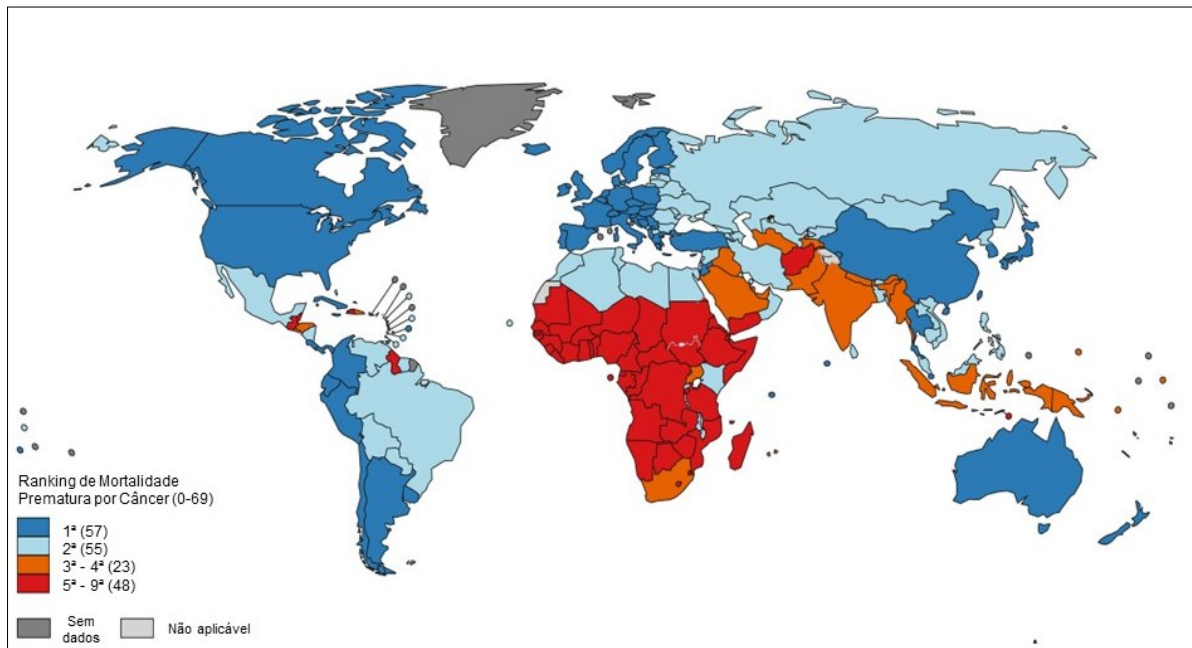 Ranking de Mortalidade
Prematura por Câncer (0-69)
1ª (57)
2ª (55)
3ª - 4ª (23)
5ª - 9ª (48)
Sem
dados
Não aplicável